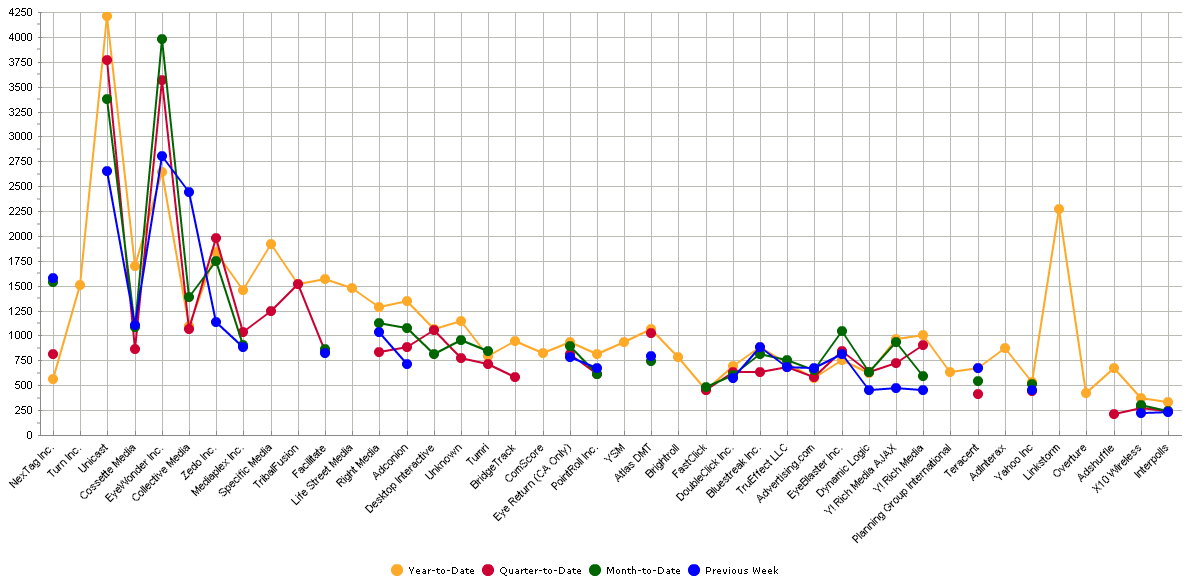 4250
4000
3750
3500
3250
3000
2750
2500
2250
2000
1750
1500
1250
1000
750
500
250
0
NexTag Inc.
Turn Inc.
Unicast
Cossette Media
EyeWonder Inc.
Collective Media
Zedo Inc.
Mediaplex Inc.
Specific Media
TribalFusion
Facilitate
Life Street Media
Right Media
Adconion
Desktop Interactive
Unknown
Tumri
BridgeTrack
ComScore
Eye Return (CA Only)
PointRoll Inc.
YSM
Atlas DMT
Brightroll
FastClick
DoubleClick Inc.
Bluestreak Inc.
TruEffect LLC
Advertising.com
EyeBlaster Inc.
Dynamic Logic
Y! Rich Media AJAX
Y! Rich Media
Planning Group International
Teracent
AdInterax
Yahoo Inc
Linkstorm
Overture
Adshuffle
X10 Wireless
Interpolls
Year-to-Date Quarter-to-Date Month-to-Date Previous Week